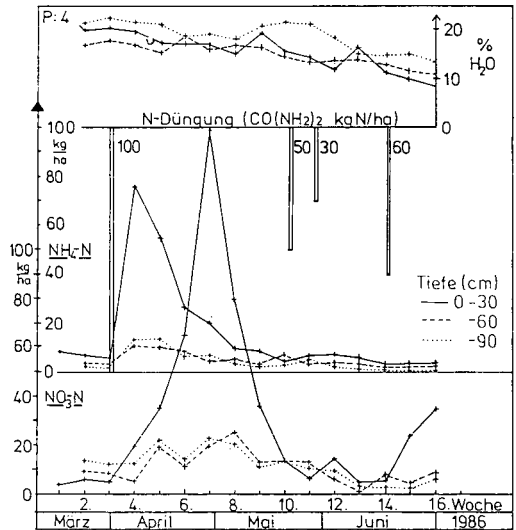 P: 4
20
%
H₂O
10
0
N-Düngung (CO(NH₂)₂ kgN/ha)
100
kg
ha
100
50
30
60
80
60
100
kg
ha
NH₄-N
40
80
20
60
0
Tiefe (cm)
0-30
-60
-90
40
NO₃-N
20
0
2. 4. 6. 8. 10. 12. 14. 16. Woche
März April Mai Juni 1986